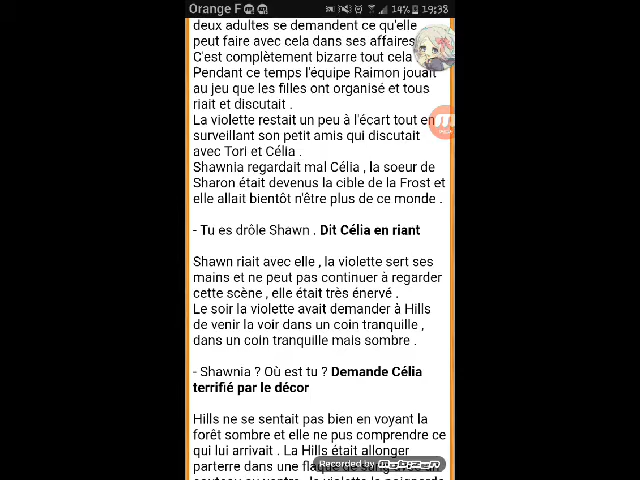 Orange F 14% 19:38
deux adultes se demandent ce qu'elle
peut faire avec cela dans ses affaires
C'est complètement bizarre tout cela
Pendant ce temps l'équipe Raimon jouait
au jeu que les filles ont organisé et tous
riait et discutait .
La violette restait un peu à l'écart tout en
surveillant son petit amis qui discutait
avec Tori et Célia .
Shawnia regardait mal Célia , la soeur de
Sharon était devenus la cible de la Frost et
elle allait bientôt n'être plus de ce monde .
- Tu es drôle Shawn . Dit Célia en riant
Shawn riait avec elle , la violette sert ses
mains et ne peut pas continuer à regarder
cette scène , elle était très énervé .
Le soir la violette avait demander à Hills
de venir la voir dans un coin tranquille ,
dans un coin tranquille mais sombre .
- Shawnia ? Où est tu ? Demande Célia
terrifié par le décor
Hills ne se sentait pas bien en voyant la
forêt sombre et elle ne pus comprendre ce
qui lui arrivait . La Hills était allonger
parterre dans une flaque de
Recorded by mobizen